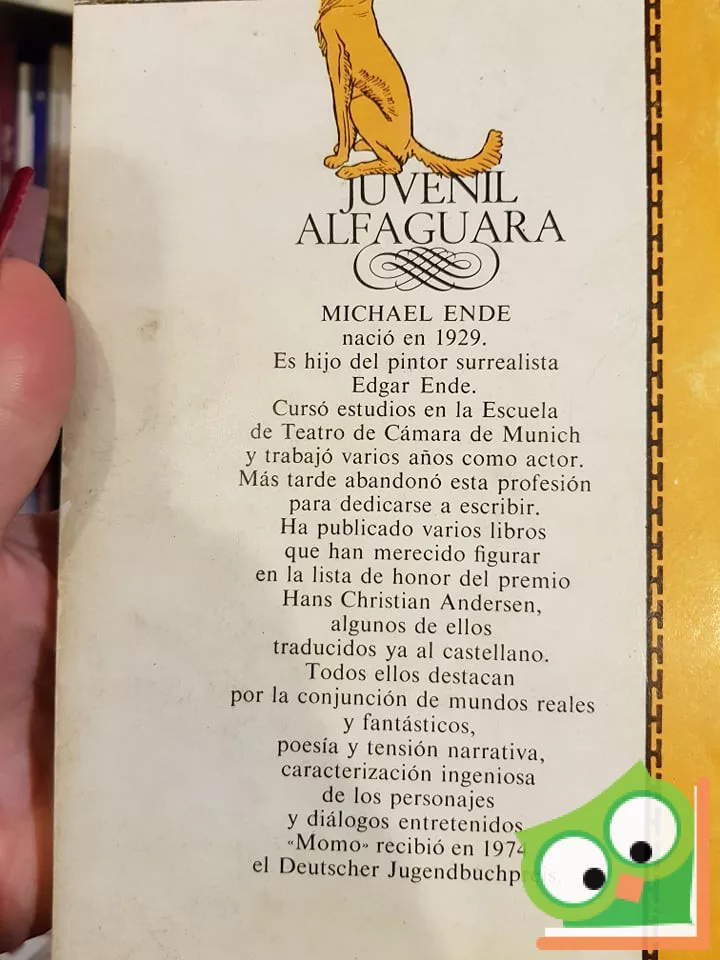 JUVENIL
ALFAGUARA
MICHAEL ENDE
nació en 1929.
Es hijo del pintor surrealista
Edgar Ende.
Cursó estudios en la Escuela
de Teatro de Cámara de Munich
y trabajó varios años como actor.
Más tarde abandonó esta profesión
para dedicarse a escribir.
Ha publicado varios libros
que han merecido figurar
en la lista de honor del premio
Hans Christian Andersen,
algunos de ellos
traducidos ya al castellano.
Todos ellos destacan
por la conjunción de mundos reales
y fantásticos,
poesía y tensión narrativa,
caracterización ingeniosa
de los personajes
y diálogos entretenidos
«Momo» recibió en 1974
el Deutscher